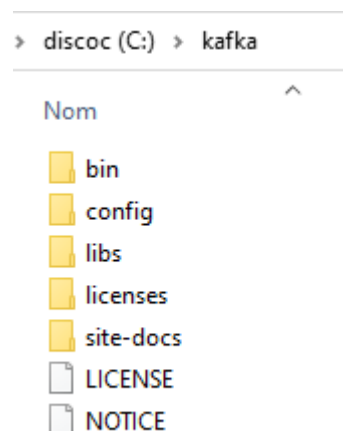 > discoc (C:) > kafka
Nom
bin
config
libs
licenses
site-docs
LICENSE
NOTICE